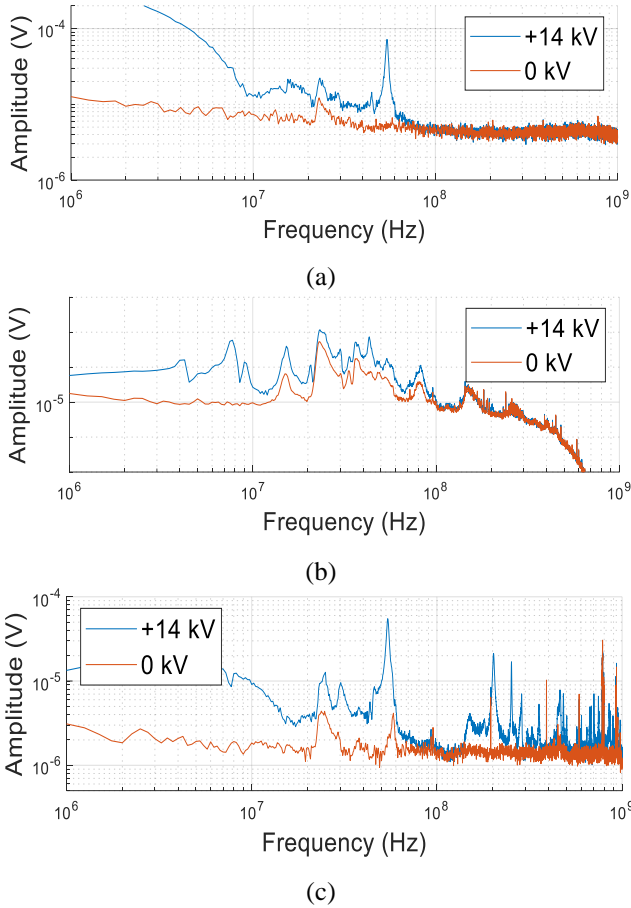 10^-4
+14 kV
0 kV
Amplitude (V)
10^-6
10^6 10^7 10^8 10^9
Frequency (Hz)
(a)
+14 kV
0 kV
Amplitude (V)
10^-5
10^6 10^7 10^8 10^9
Frequency (Hz)
(b)
10^-4
+14 kV
0 kV
Amplitude (V)
10^-5
10^-6
10^6 10^7 10^8 10^9
Frequency (Hz)
(c)